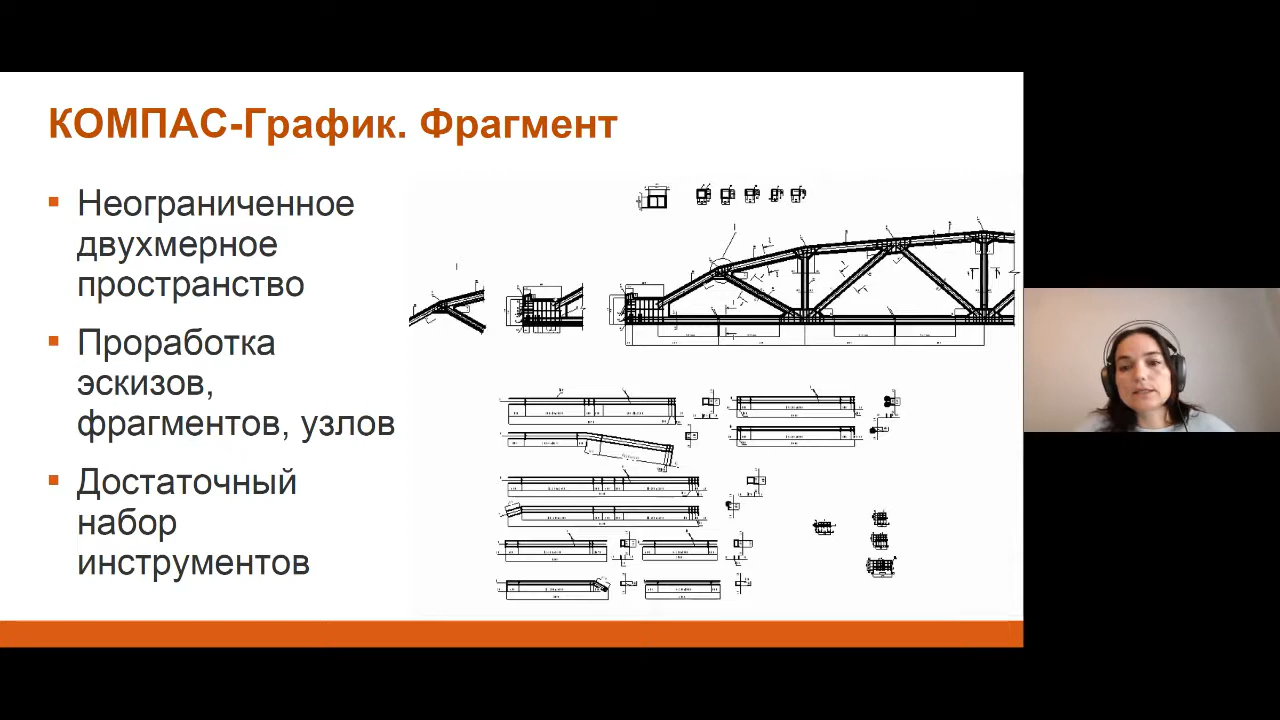 КОМПАС-График. Фрагмент
Неограниченное
двухмерное
пространство
Проработка
эскизов,
фрагментов, узлов
Достаточный
набор
инструментов